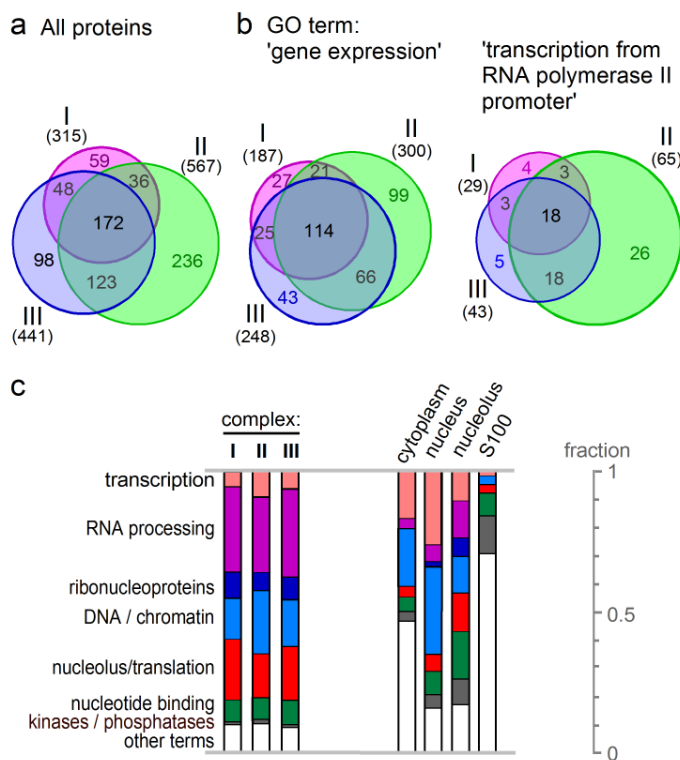 a All proteins
b GO term:
'gene expression'
'transcription from
RNA polymerase II
promoter'
I
(315)
II
(567)
59
48
36
172
98
123
236
III
(441)
I
(187)
II
(300)
27
21
99
25
114
66
43
III
(248)
I
(29)
II
(65)
4
3
3
18
26
5
18
III
(43)
c
complex:
I II III
cytoplasm
nucleus
nucleolus
S100
fraction
transcription
RNA processing
ribonucleoproteins
DNA / chromatin
nucleolus/translation
nucleotide binding
kinases / phosphatases
other terms
1
0.5
0